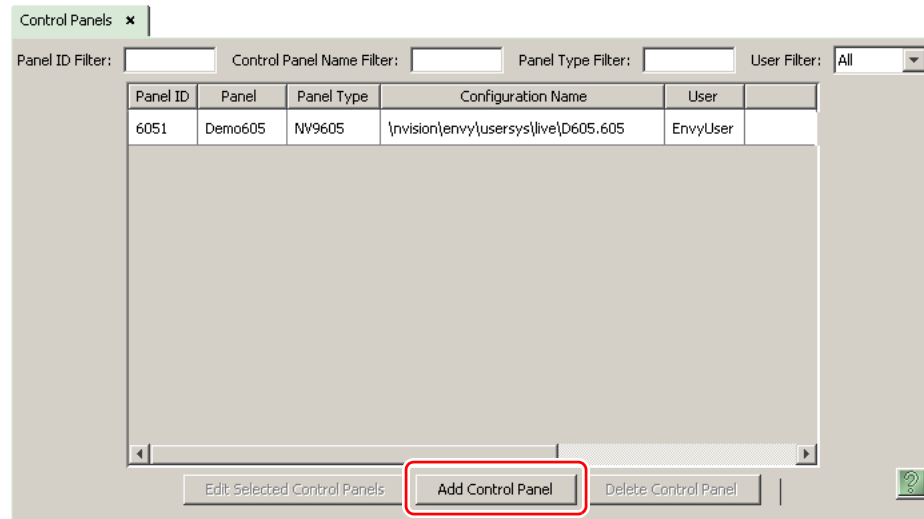 Control Panels ×
Panel ID Filter: Control Panel Name Filter: Panel Type Filter: User Filter: All
Panel ID Panel Panel Type Configuration Name User
6051 Demo605 NV9605 \nvision\envy\usersys\live\D605.605 EnvyUser
Edit Selected Control Panels Add Control Panel Delete Control Panel ?